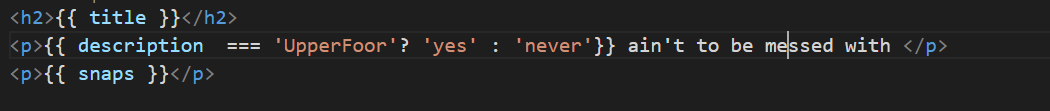 <h2>{{ title }}</h2>
<p>{{ description  === 'UpperFoor'? 'yes' : 'never'}} ain't to be messed with </p>
<p>{{ snaps }}</p>